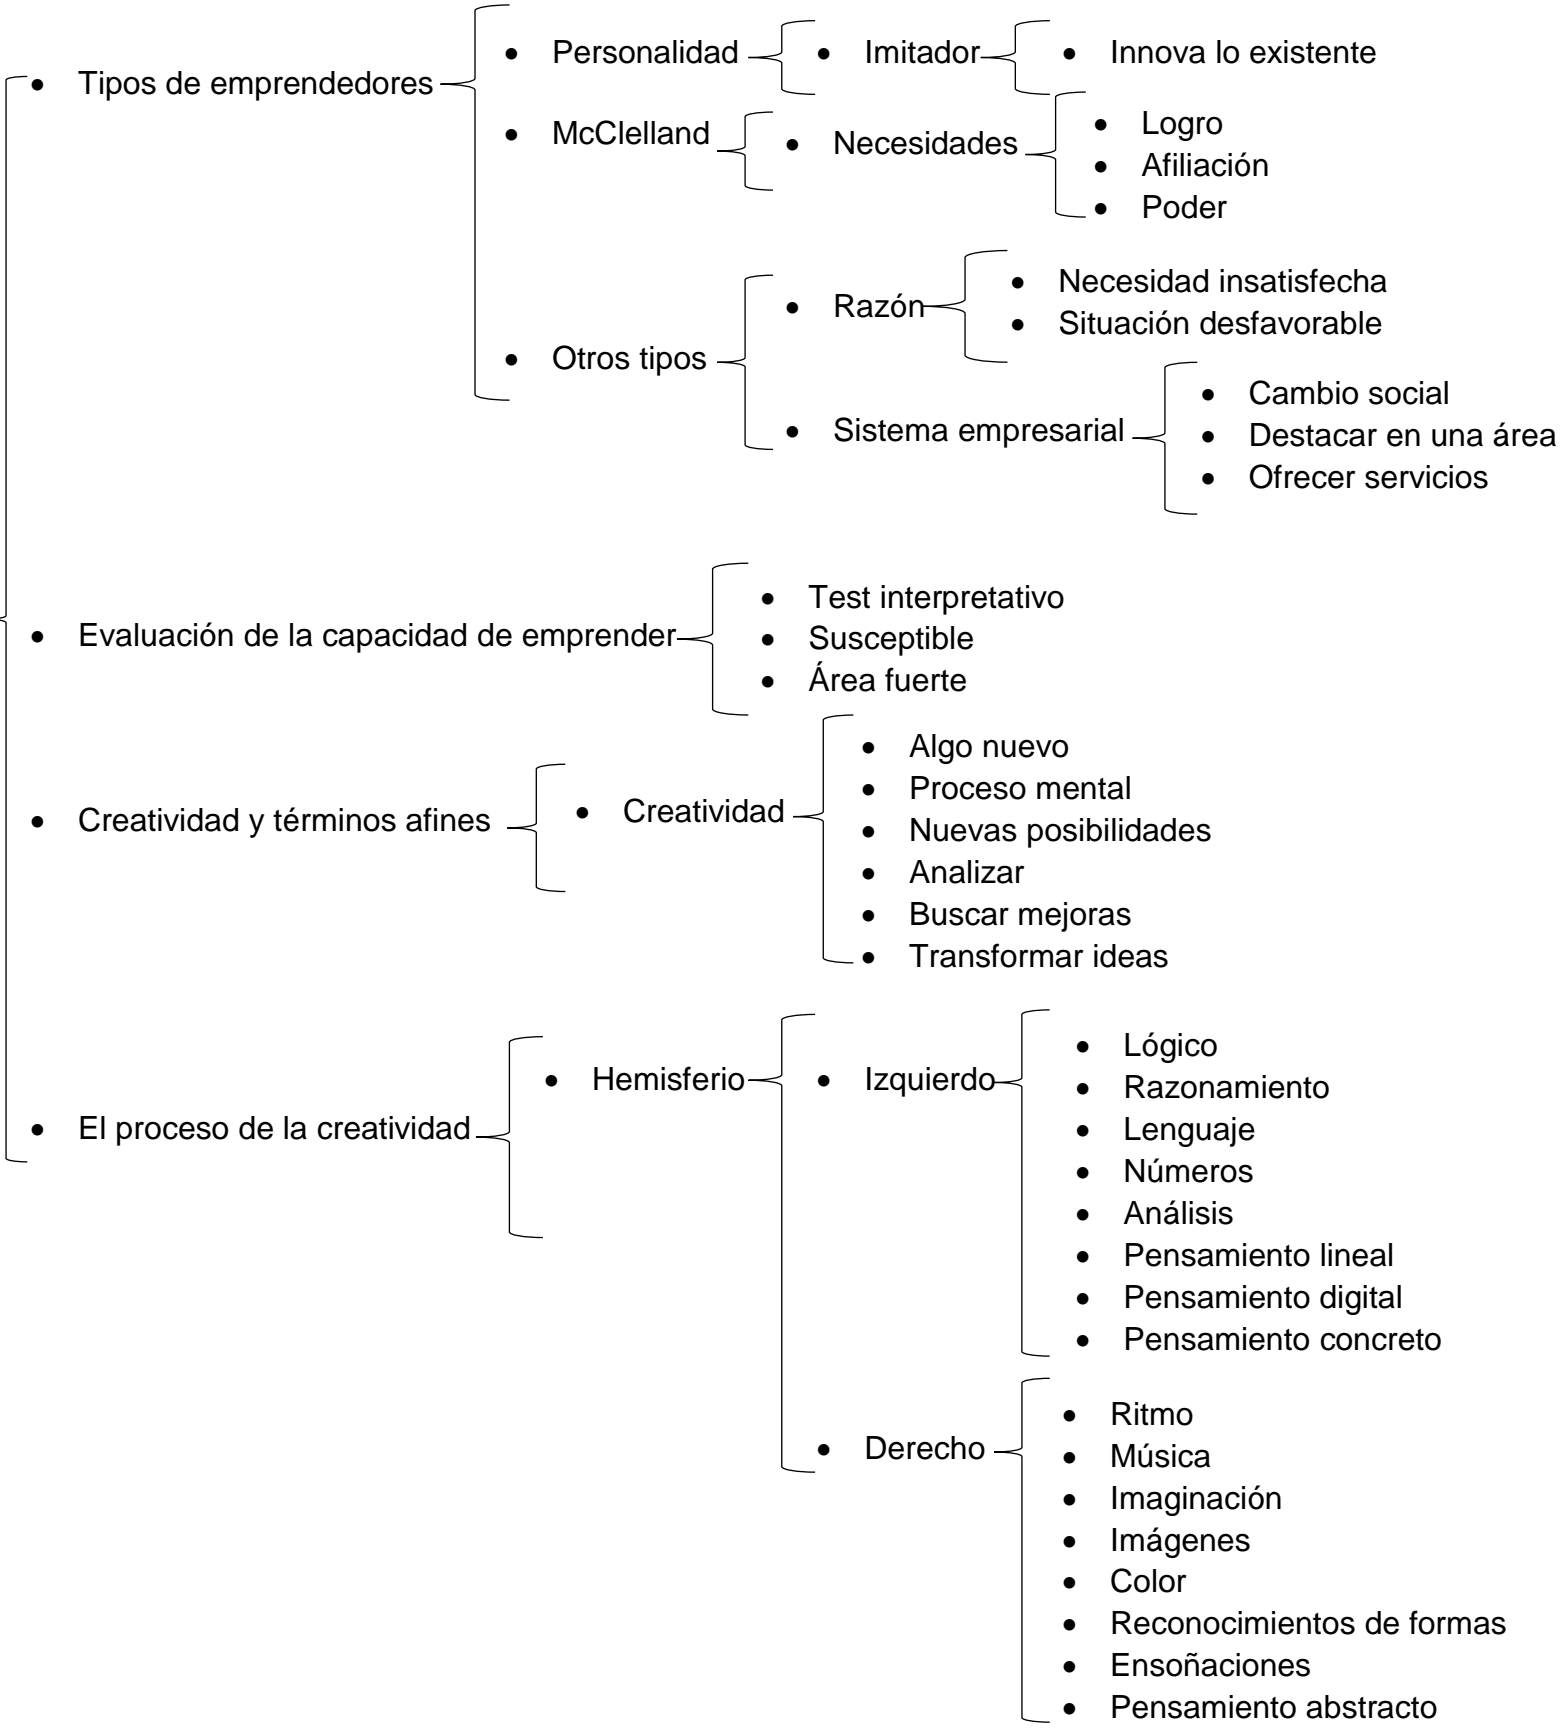 Tipos de emprendedores
Personalidad
Imitador
Innova lo existente
McClelland
Necesidades
Logro
Afiliación
Poder
Otros tipos
Razón
Necesidad insatisfecha
Situación desfavorable
Sistema empresarial
Cambio social
Destacar en una área
Ofrecer servicios
Evaluación de la capacidad de emprender
Test interpretativo
Susceptible
Área fuerte
Creatividad y términos afines
Creatividad
Algo nuevo
Proceso mental
Nuevas posibilidades
Analizar
Buscar mejoras
Transformar ideas
El proceso de la creatividad
Hemisferio
Izquierdo
Lógico
Razonamiento
Lenguaje
Números
Análisis
Pensamiento lineal
Pensamiento digital
Pensamiento concreto
Derecho
Ritmo
Música
Imaginación
Imágenes
Color
Reconocimientos de formas
Ensoñaciones
Pensamiento abstracto